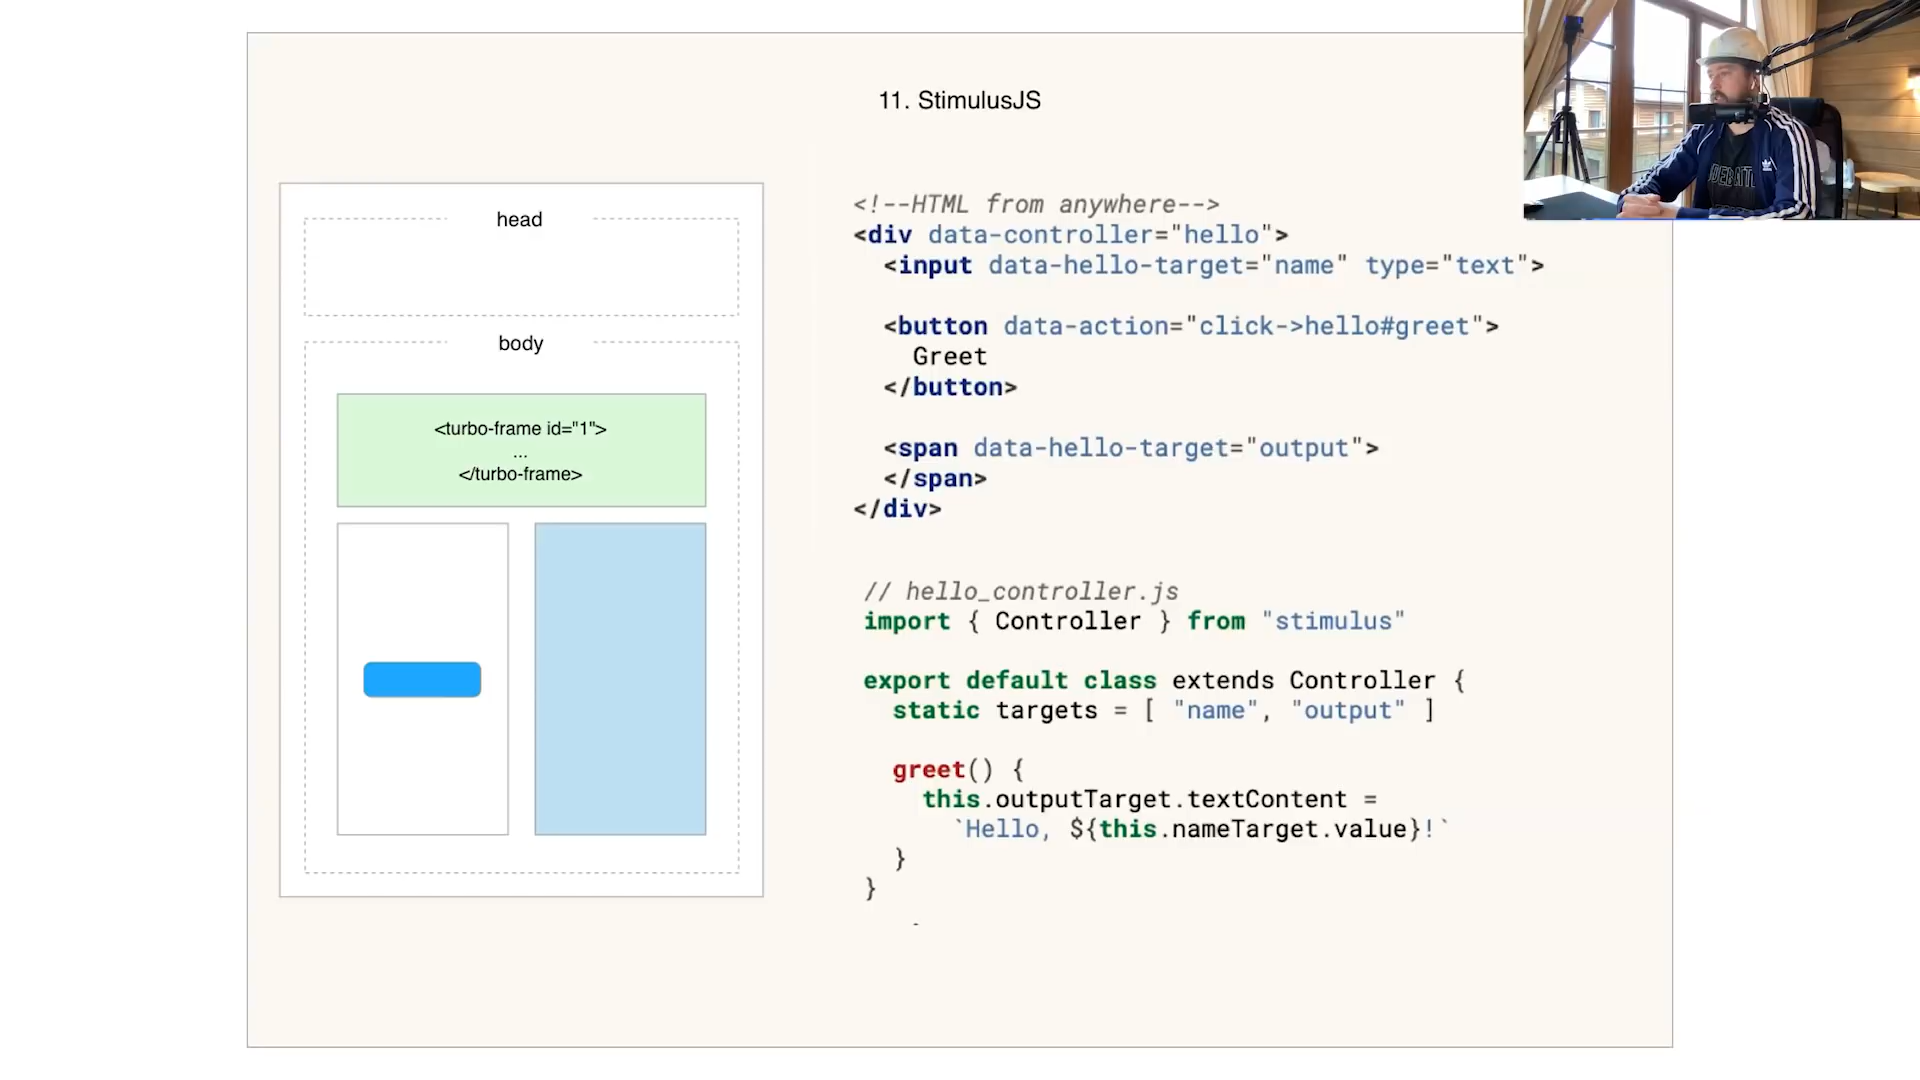 11. StimulusJS
head
body
<turbo-frame id="1">
...
</turbo-frame>
<!--HTML from anywhere-->
<div data-controller="hello">
<input data-hello-target="name" type="text">
<button data-action="click->hello#greet">
Greet
</button>
<span data-hello-target="output">
</span>
</div>
// hello_controller.js
import { Controller } from "stimulus"
export default class extends Controller {
static targets = [ "name", "output" ]
greet() {
this.outputTarget.textContent =
`Hello, ${this.nameTarget.value}!`
}
}